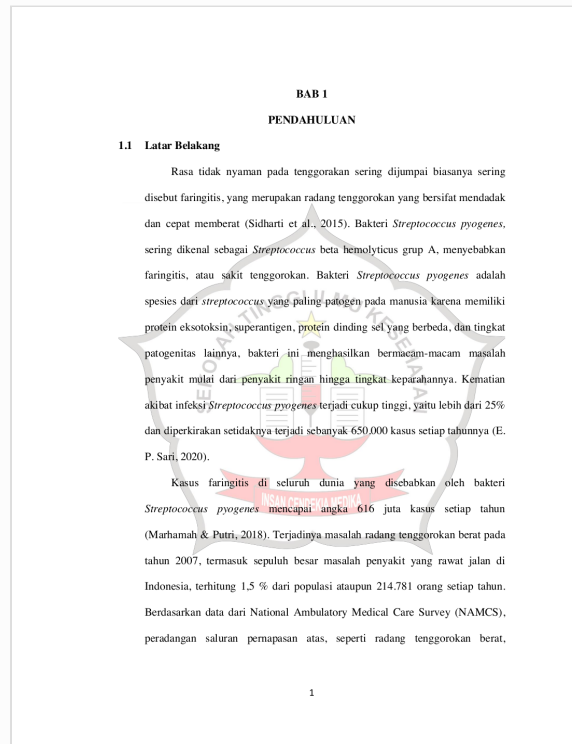 BAB 1
PENDAHULUAN
1.1 Latar Belakang
Rasa tidak nyaman pada tenggorakan sering dijumpai biasanya sering
disebut faringitis, yang merupakan radang tenggorokan yang bersifat mendadak
dan cepat memberat (Sidharti et al., 2015). Bakteri Streptococcus pyogenes,
sering dikenal sebagai Streptococcus beta hemolyticus grup A, menyebabkan
faringitis, atau sakit tenggorokan. Bakteri Streptococcus pyogenes adalah
spesies dari streptococcus yang paling patogen pada manusia karena memiliki
protein eksotoksin, superantigen, protein dinding sel yang berbeda, dan tingkat
patogenitas lainnya, bakteri ini menghasilkan bermacam-macam masalah
penyakit mulai dari penyakit ringan hingga tingkat keparahannya. Kematian
akibat infeksi Streptococcus pyogenes terjadi cukup tinggi, yaitu lebih dari 25%
dan diperkirakan setidaknya terjadi sebanyak 650.000 kasus setiap tahunnya (E.
P. Sari, 2020).
Kasus faringitis di seluruh dunia yang disebabkan oleh bakteri
Streptococcus pyogenes mencapai angka 616 juta kasus setiap tahun
(Marhamah & Putri, 2018). Terjadinya masalah radang tenggorokan berat pada
tahun 2007, termasuk sepuluh besar masalah penyakit yang rawat jalan di
Indonesia, terhitung 1,5 % dari populasi ataupun 214.781 orang setiap tahun.
Berdasarkan data dari National Ambulatory Medical Care Survey (NAMCS),
peradangan saluran pernapasan atas, seperti radang tenggorokan berat,
1
SEKOLAH TINGGI ILMU KESEHATAN
INSAN CENDEKIA MEDIKA